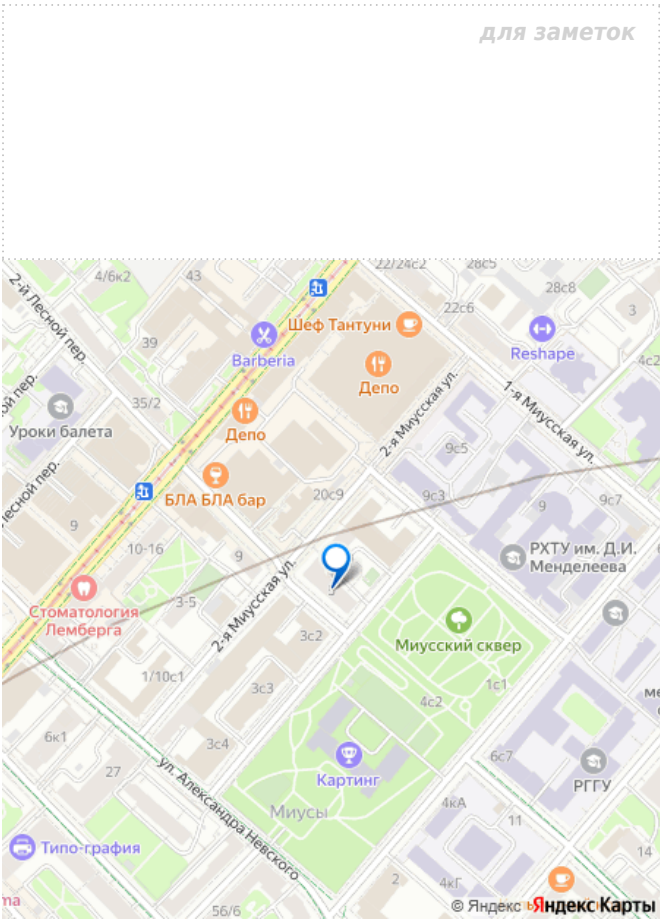 для заметок
22/24с2
28с5
4/6к2
43
2-й Лесной пер.
28с8
22с6
3
Шеф Тантуни
39
Barberia
Reshape
4с2
Депо
35/2
2-я Миусская ул.
1-я Миусская ул.
Уроки балета
Депо
9с5
БЛА БЛА бар
20с9
9с3
9
9с7
9
10-16
9
РХТУ им. Д.И.
Менделеева
3-5
2-я Миусская ул.
Стоматология
Лемберга
3с2
Миусский сквер
1/10с1
3с3
4с2
1с1
6к1
3с4
6с7
27
Картинг
РГГУ
ул. Александра Невского
Миусы
4кА
11
Типо-графия
14
2
4кГ
56/6
© Яндекс
Яндекс Карты